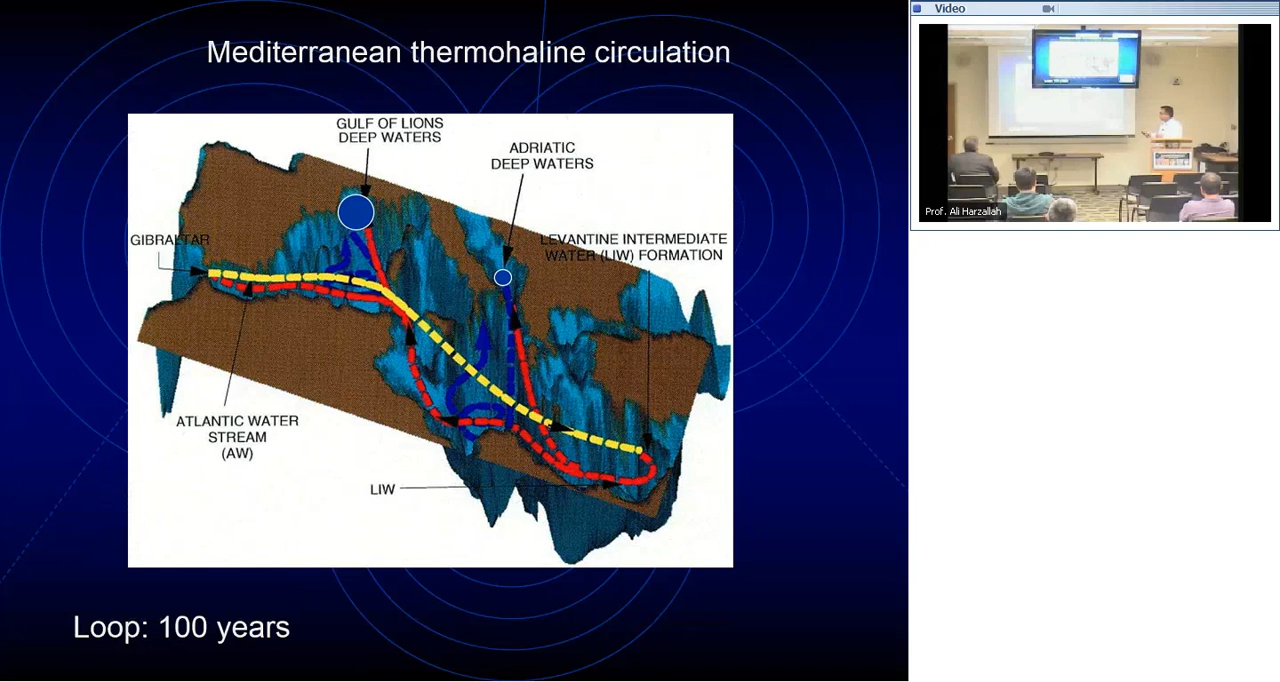 Mediterranean thermohaline circulation
GULF OF LIONS
DEEP WATERS
ADRIATIC
DEEP WATERS
GIBRALTAR
LEVANTINE INTERMEDIATE
WATER (LIW) FORMATION
ATLANTIC WATER
STREAM
(AW)
LIW
Loop: 100 years
Video
Prof. Ali Harzallah